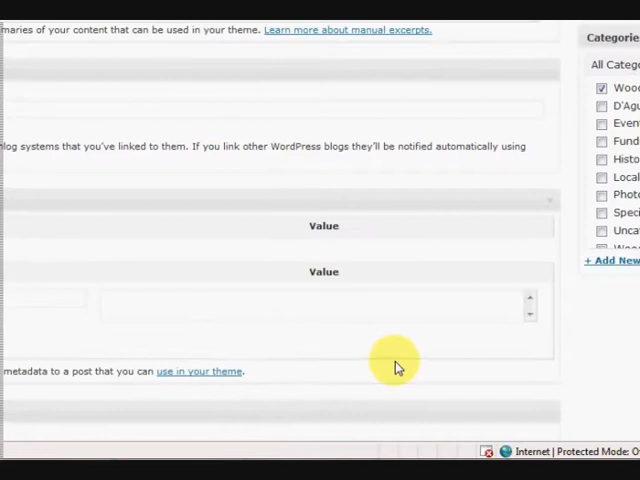 maries of your content that can be used in your theme. Learn more about manual excerpts.
Categorie
All Catego
Wood
D'Agu
Even
Fund
Histo
log systems that you've linked to them. If you link other WordPress blogs they'll be notified automatically using
Local
Photo
Speci
Value
Uncat
+ Add New
Value
metadata to a post that you can use in your theme.
Internet | Protected Mode: O